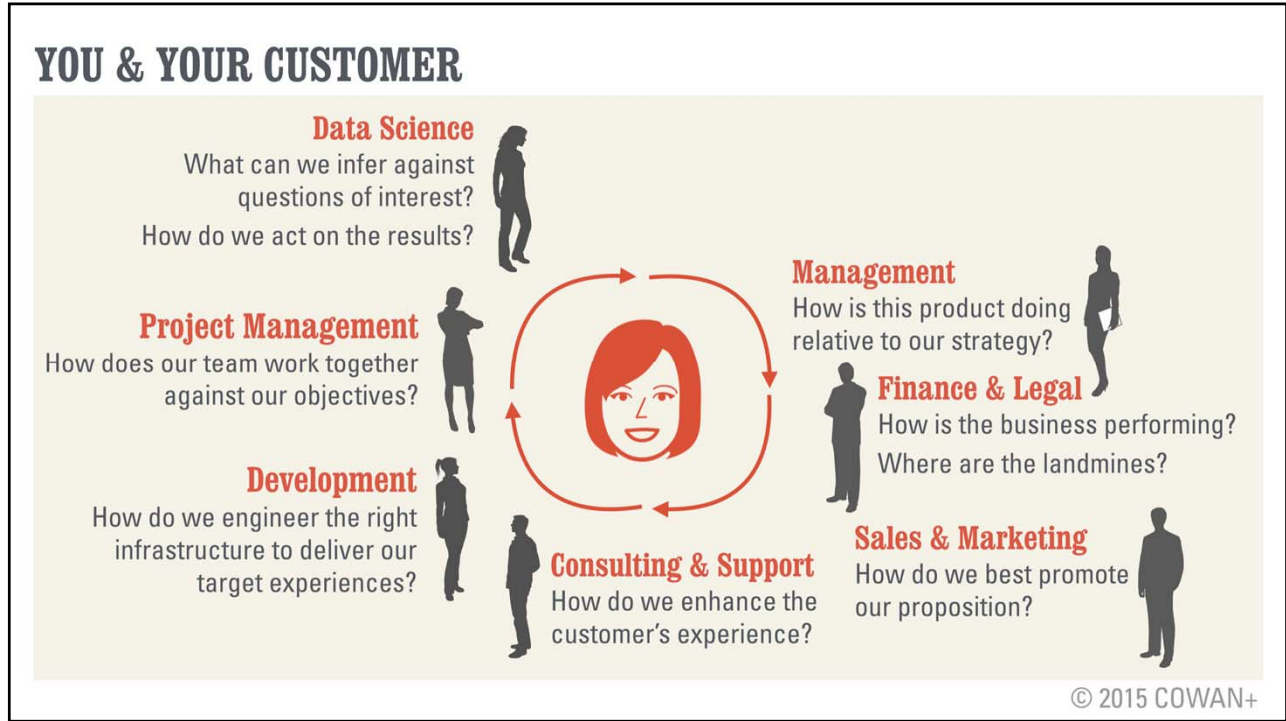 YOU & YOUR CUSTOMER
Data Science
What can we infer against
questions of interest?
How do we act on the results?
Project Management
How does our team work together
against our objectives?
Development
How do we engineer the right
infrastructure to deliver our
target experiences?
Consulting & Support
How do we enhance the
customer's experience?
Management
How is this product doing
relative to our strategy?
Finance & Legal
How is the business performing?
Where are the landmines?
Sales & Marketing
How do we best promote
our proposition?
© 2015 COWAN+